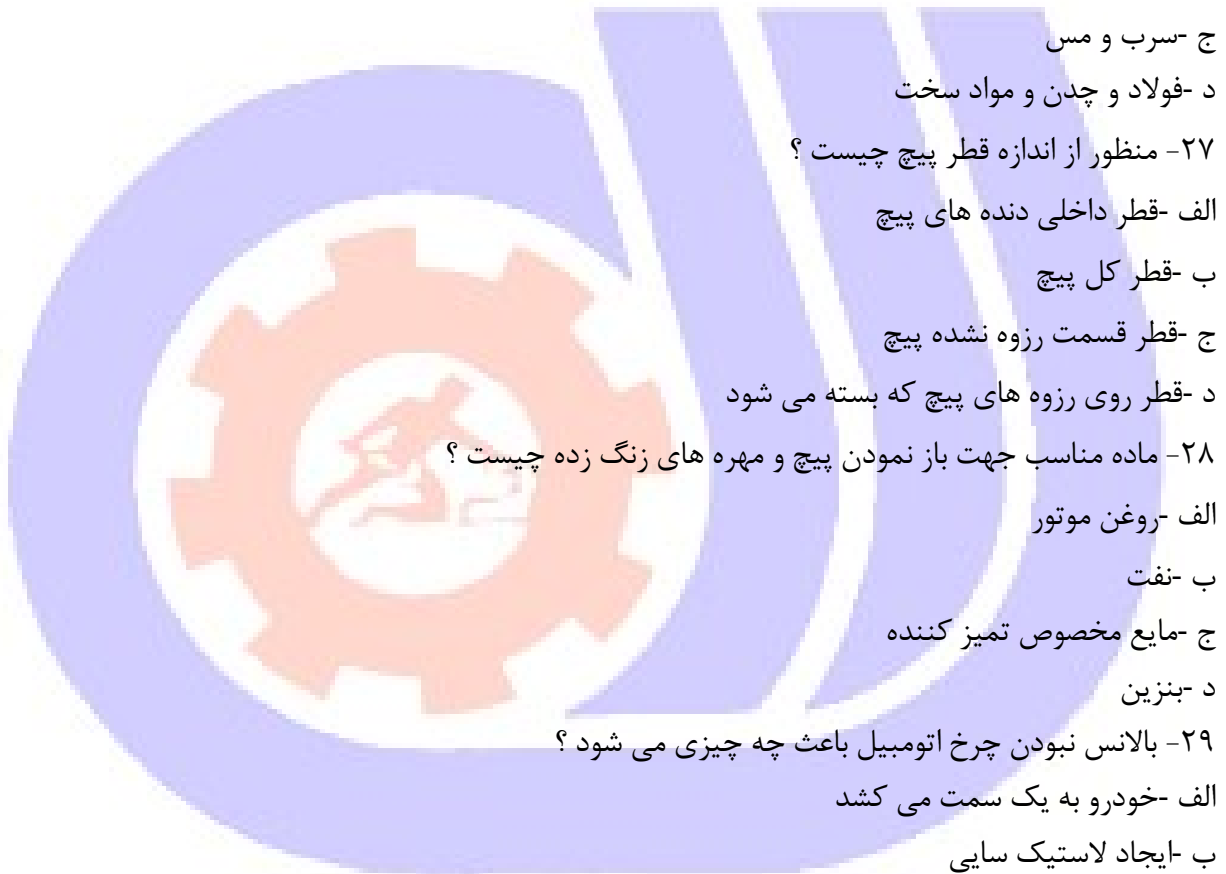 ج -سرب و مس
د -فولاد و چدن و مواد سخت
۲۷- منظور از اندازه قطر پیچ چیست ؟
الف -قطر داخلی دنده های پیچ
ب -قطر کل پیچ
ج -قطر قسمت رزوه نشده پیچ
د -قطر روی رزوه های پیچ که بسته می شود
۲۸- ماده مناسب جهت باز نمودن پیچ و مهره های زنگ زده چیست ؟
الف -روغن موتور
ب -نفت
ج -مایع مخصوص تمیز کننده
د -بنزین
۲۹- بالانس نبودن چرخ اتومبیل باعث چه چیزی می شود ؟
الف -خودرو به یک سمت می کشد
ب -ایجاد لاستیک سایی